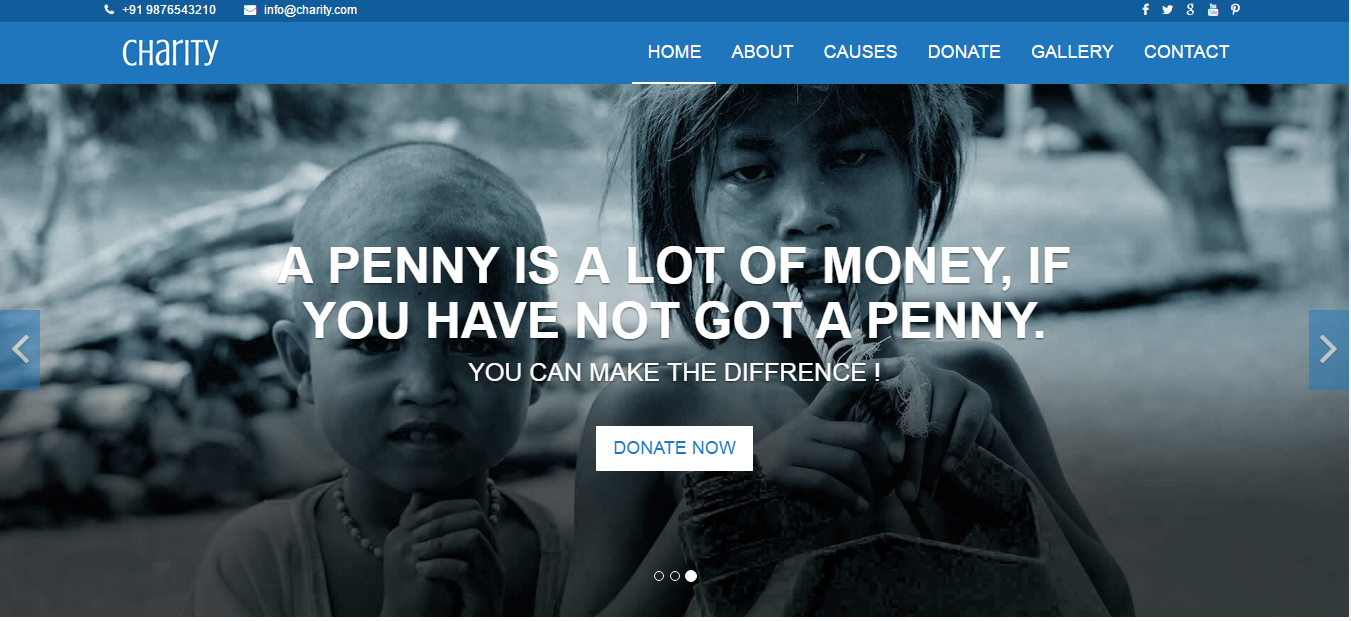 +91 9876543210 info@charity.com
CHARITY
HOME ABOUT CAUSES DONATE GALLERY CONTACT
A PENNY IS A LOT OF MONEY, IF
YOU HAVE NOT GOT A PENNY.
YOU CAN MAKE THE DIFFRENCE !
DONATE NOW